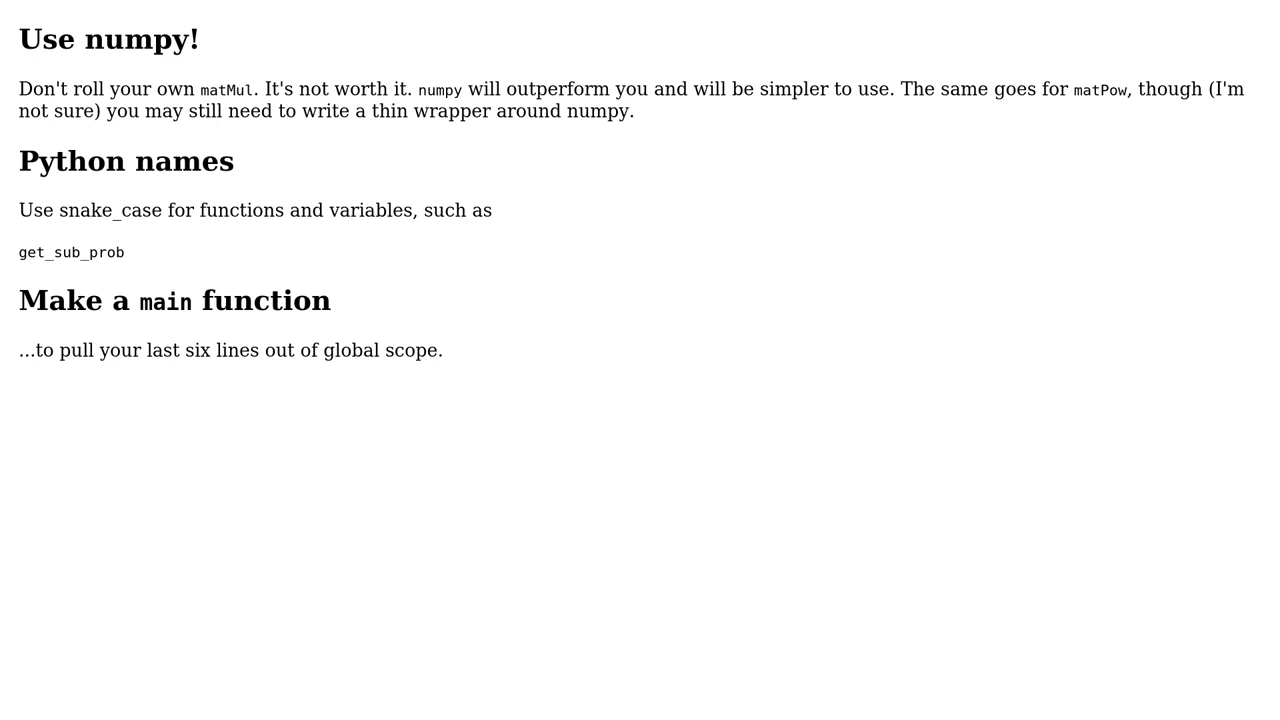 Use numpy!
Don't roll your own matMul. It's not worth it. numpy will outperform you and will be simpler to use. The same goes for matPow, though (I'm
not sure) you may still need to write a thin wrapper around numpy.
Python names
Use snake_case for functions and variables, such as
get_sub_prob
Make a main function
...to pull your last six lines out of global scope.